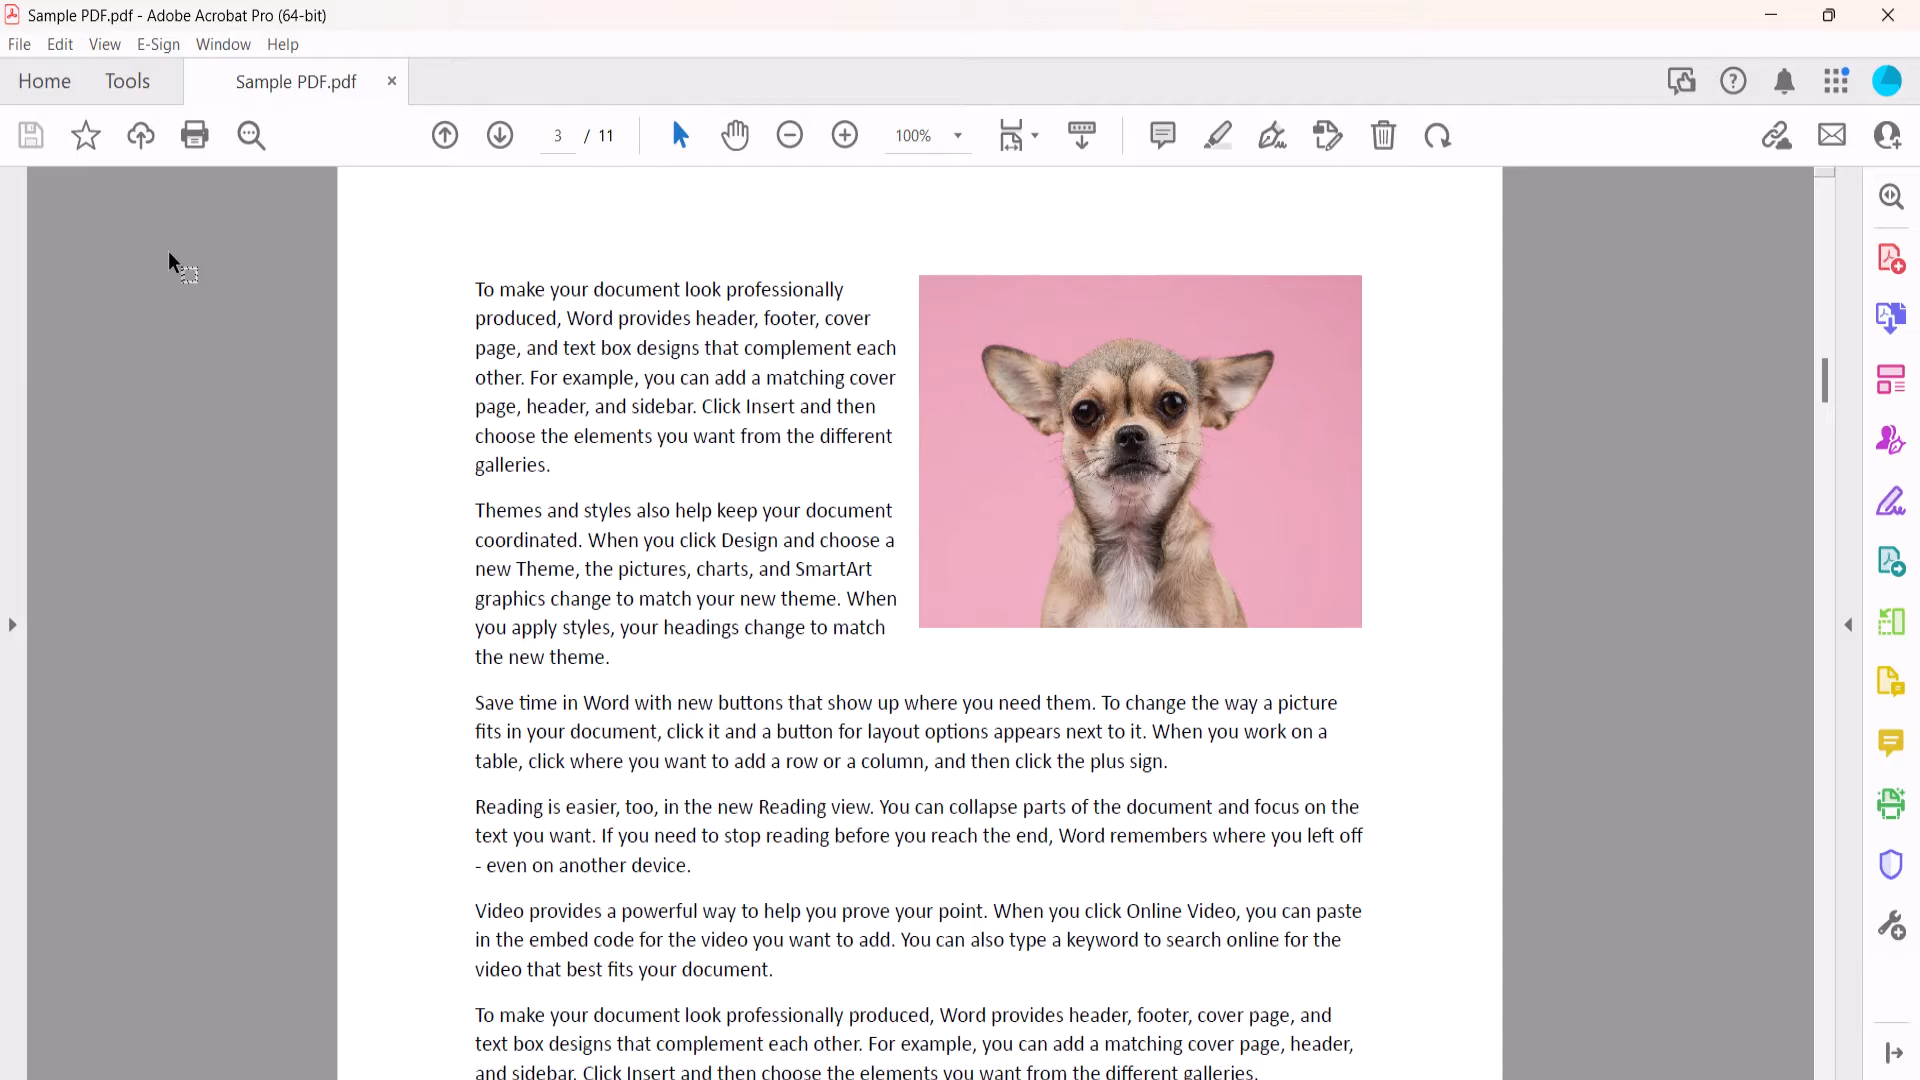 Sample PDF.pdf - Adobe Acrobat Pro (64-bit)
File Edit View E-Sign Window Help
Home Tools Sample PDF.pdf ×
3 / 11 100%
To make your document look professionally
produced, Word provides header, footer, cover
page, and text box designs that complement each
other. For example, you can add a matching cover
page, header, and sidebar. Click Insert and then
choose the elements you want from the different
galleries.
Themes and styles also help keep your document
coordinated. When you click Design and choose a
new Theme, the pictures, charts, and SmartArt
graphics change to match your new theme. When
you apply styles, your headings change to match
the new theme.
Save time in Word with new buttons that show up where you need them. To change the way a picture
fits in your document, click it and a button for layout options appears next to it. When you work on a
table, click where you want to add a row or a column, and then click the plus sign.
Reading is easier, too, in the new Reading view. You can collapse parts of the document and focus on the
text you want. If you need to stop reading before you reach the end, Word remembers where you left off
- even on another device.
Video provides a powerful way to help you prove your point. When you click Online Video, you can paste
in the embed code for the video you want to add. You can also type a keyword to search online for the
video that best fits your document.
To make your document look professionally produced, Word provides header, footer, cover page, and
text box designs that complement each other. For example, you can add a matching cover page, header,
and sidebar. Click Insert and then choose the elements you want from the different galleries.